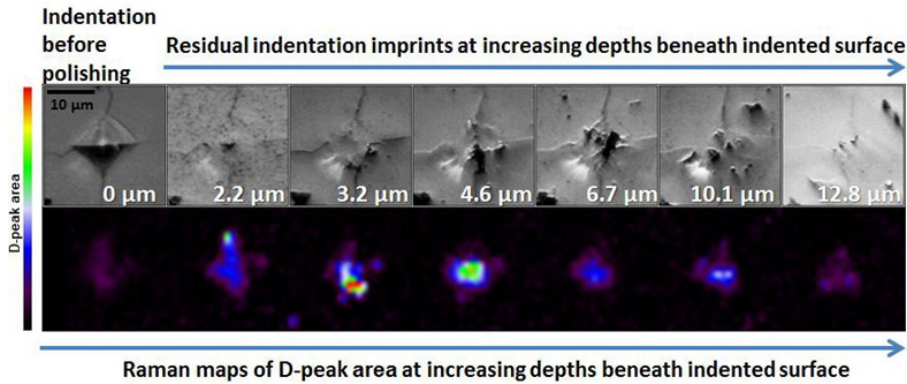 Indentation
before
polishing
Residual indentation imprints at increasing depths beneath indented surface
10 µm
0 µm
2.2 µm
3.2 µm
4.6 µm
6.7 µm
10.1 µm
12.8 µm
D-peak area
Raman maps of D-peak area at increasing depths beneath indented surface